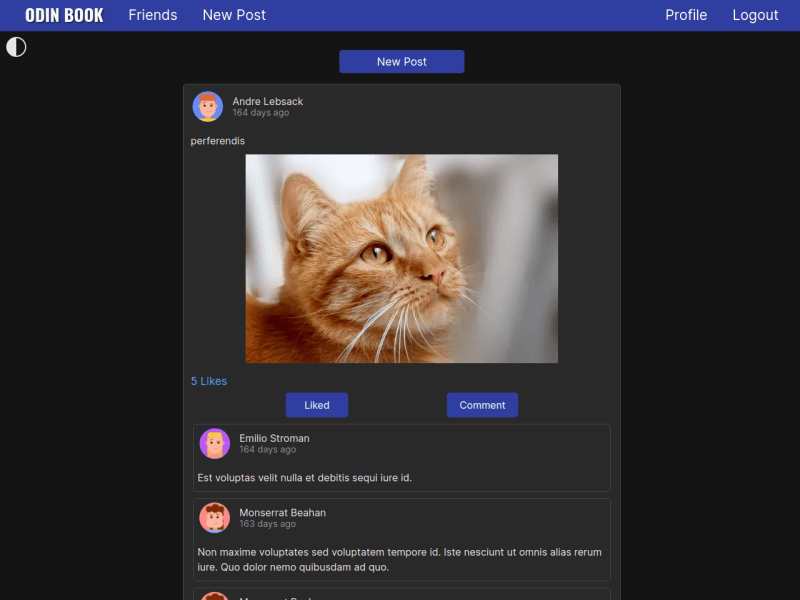 ODIN BOOK Friends New Post Profile Logout
New Post
Andre Lebsack
164 days ago
perferendis
5 Likes
Liked Comment
Emilio Stroman
164 days ago
Est voluptas velit nulla et debitis sequi iure id.
Monserrat Beahan
163 days ago
Non maxime voluptates sed voluptatem tempore id. Iste nesciunt ut omnis alias rerum
iure. Quo dolor nemo quibusdam ad quo.